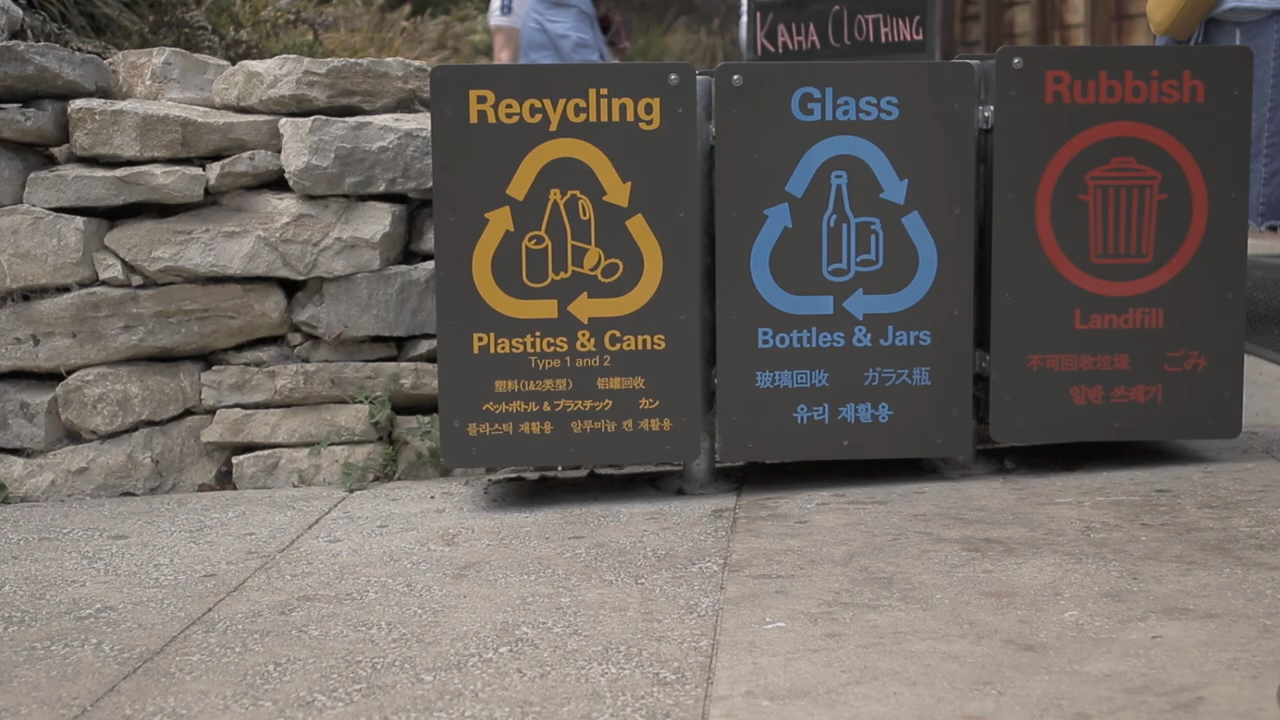 KAHA CLOTHING
Recycling
Plastics & Cans
Type 1 and 2
塑料(1&2类型) 铝罐回收
ペットボトル & プラスチック カン
플라스틱 재활용 알루미늄 캔 재활용
Glass
Bottles & Jars
玻璃回收 ガラス瓶
유리 재활용
Rubbish
Landfill
不可回收垃圾 ごみ
일반 쓰레기